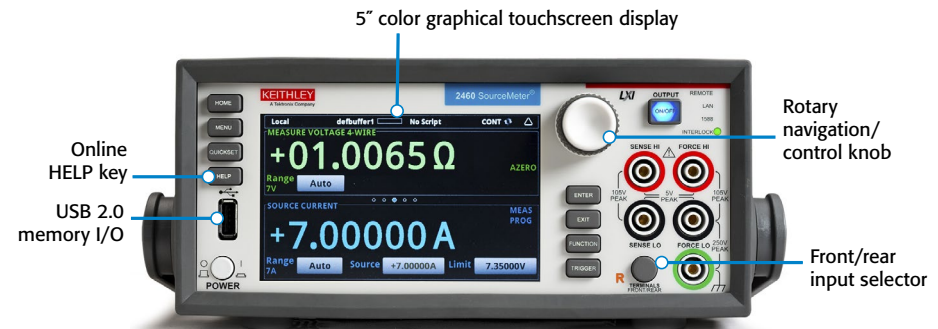 5″ color graphical touchscreen display
KEITHLEY
A Tektronix Company
2460 SourceMeter®
LXI
OUTPUT
ON/OFF
REMOTE
LAN
1588
INTERLOCK
HOME
MENU
QUICKSET
HELP
Online
HELP key
USB 2.0
memory I/O
POWER
Local defbuffer1 No Script CONT
MEASURE VOLTAGE 4-WIRE
+01.0065 Ω
AZERO
Range
7V
Auto
SOURCE CURRENT
MEAS
PROG
+7.00000 A
Range
7A
Auto
Source
+7.00000A
Limit
7.35000V
Rotary
navigation/
control knob
ENTER
EXIT
FUNCTION
TRIGGER
SENSE HI
FORCE HI
105V
PEAK
5V
PEAK
105V
PEAK
SENSE LO
FORCE LO
250V
PEAK
R
TERMINALS
FRONT/REAR
Front/rear
input selector